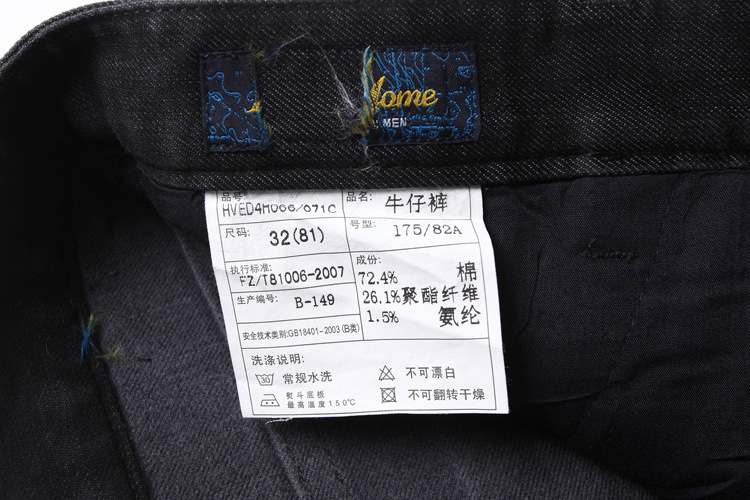 Home
MEN
品号: 品名:
HVED4H066/071C 牛仔裤
尺码: 32(81) 号型: 175/82A
执行标准:
FZ/T81006-2007
生产编号: B-149
安全技术类别:GB18401-2003 (B类)
成份:
72.4% 棉
26.1%聚酯纤维
1.5% 氨纶
洗涤说明:
30 常规水洗 不可漂白
熨斗底板
最高温度150℃
不可翻转干燥